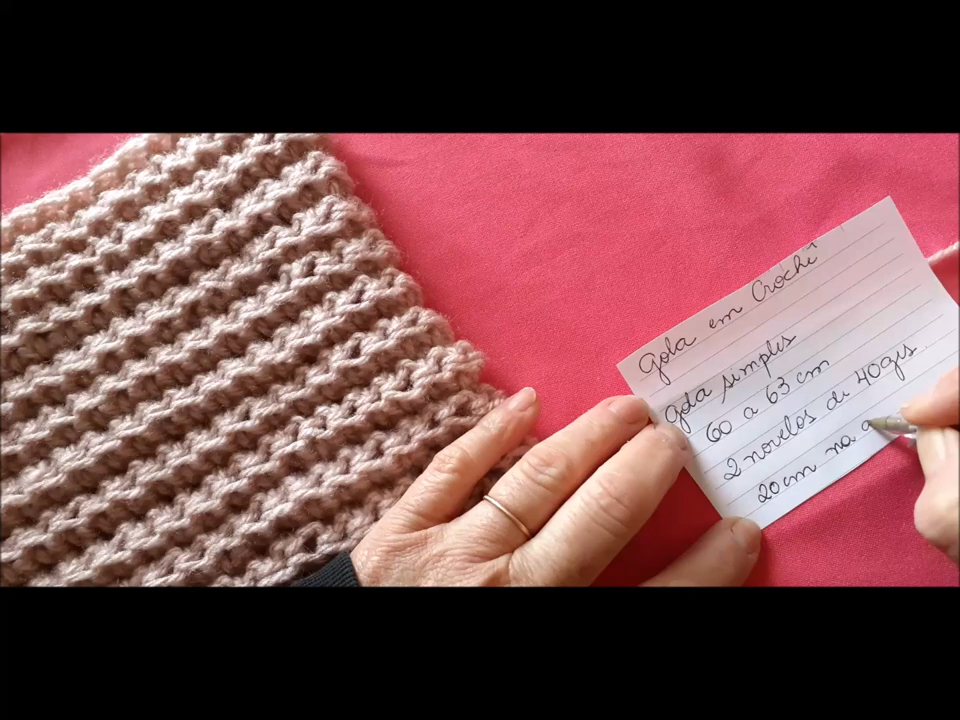 Gola em Crochê
gola simples
60 a 63 cm
2 novelos de 40grs.
20cm na a